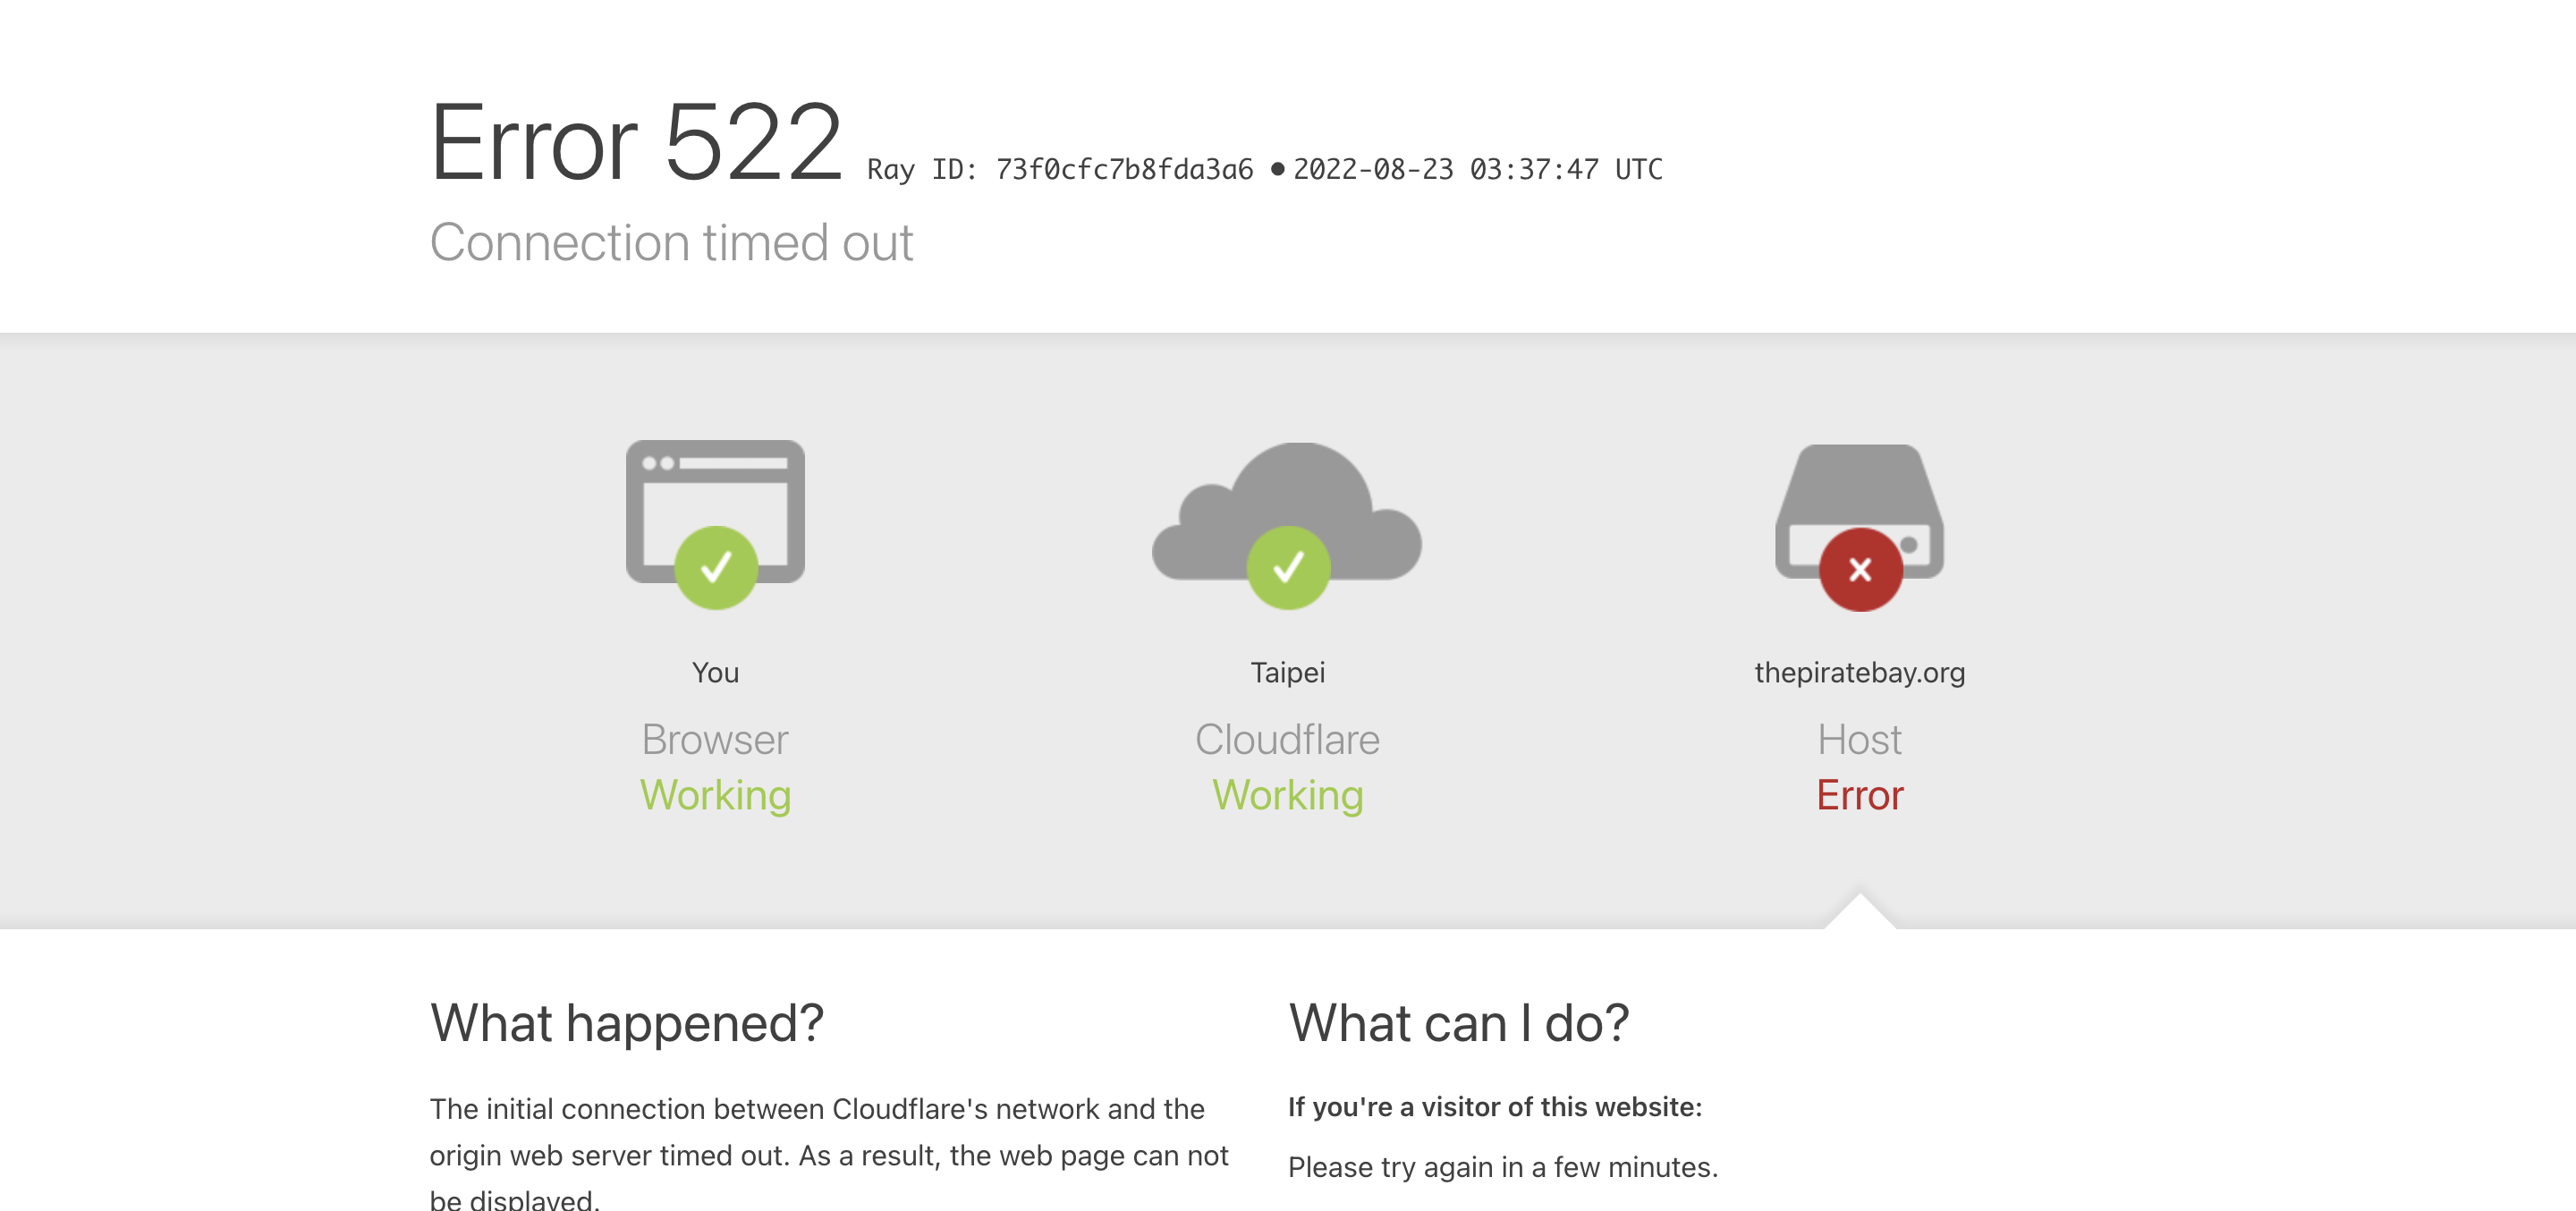 Error 522 Ray ID: 73f0cfc7b8fda3a6 • 2022-08-23 03:37:47 UTC
Connection timed out
You
Browser
Working
Taipei
Cloudflare
Working
thepiratebay.org
Host
Error
What happened?
The initial connection between Cloudflare's network and the
origin web server timed out. As a result, the web page can not
be displayed.
What can I do?
If you're a visitor of this website:
Please try again in a few minutes.